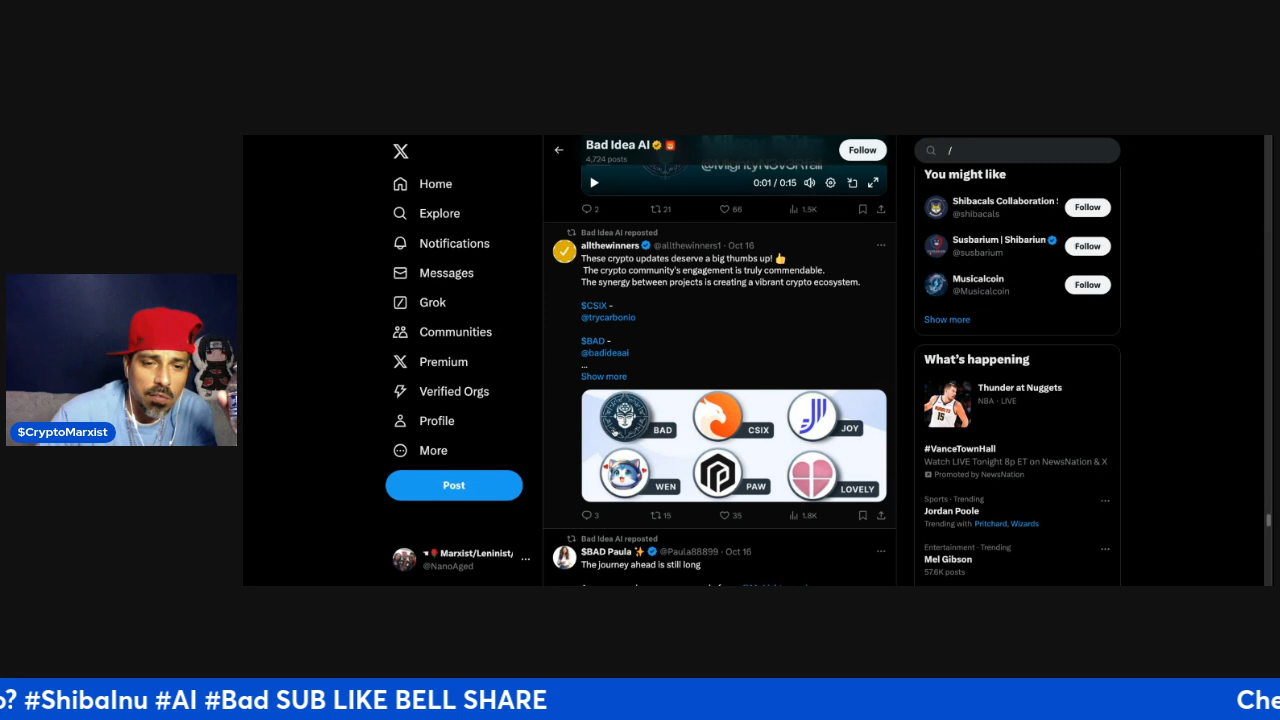 $CryptoMarxist
X
Home
Explore
Notifications
Messages
Grok
Communities
Premium
Verified Orgs
Profile
More
Post
Marxist/Leninist/
@NanoAged
...
Bad Idea AI
4,724 posts
Follow
0:01 / 0:15
2
21
66
1.5K
Bad Idea AI reposted
allthewinners @allthewinners1 · Oct 16
These crypto updates deserve a big thumbs up! 👍
The crypto community's engagement is truly commendable.
The synergy between projects is creating a vibrant crypto ecosystem.
$CSIX -
@trycarbonio
$BAD -
@badideaai
...
Show more
BAD
CSIX
JOY
WEN
PAW
LOVELY
3
15
35
1.8K
Bad Idea AI reposted
$BAD Paula ✨ @Paula88899 · Oct 16
The journey ahead is still long
/
You might like
Shibacals Collaboration
@shibacals
Follow
Susbarium | Shibariun
@susbarium
Follow
Musicalcoin
@Musicalcoin
Follow
Show more
What's happening
Thunder at Nuggets
NBA · LIVE
15
#VanceTownHall
Watch LIVE Tonight 8p ET on NewsNation & X
Promoted by NewsNation
Sports · Trending
Jordan Poole
Trending with Pritchard, Wizards
Entertainment · Trending
Mel Gibson
57.6K posts
o? #ShibaInu #AI #Bad SUB LIKE BELL SHARE
Che